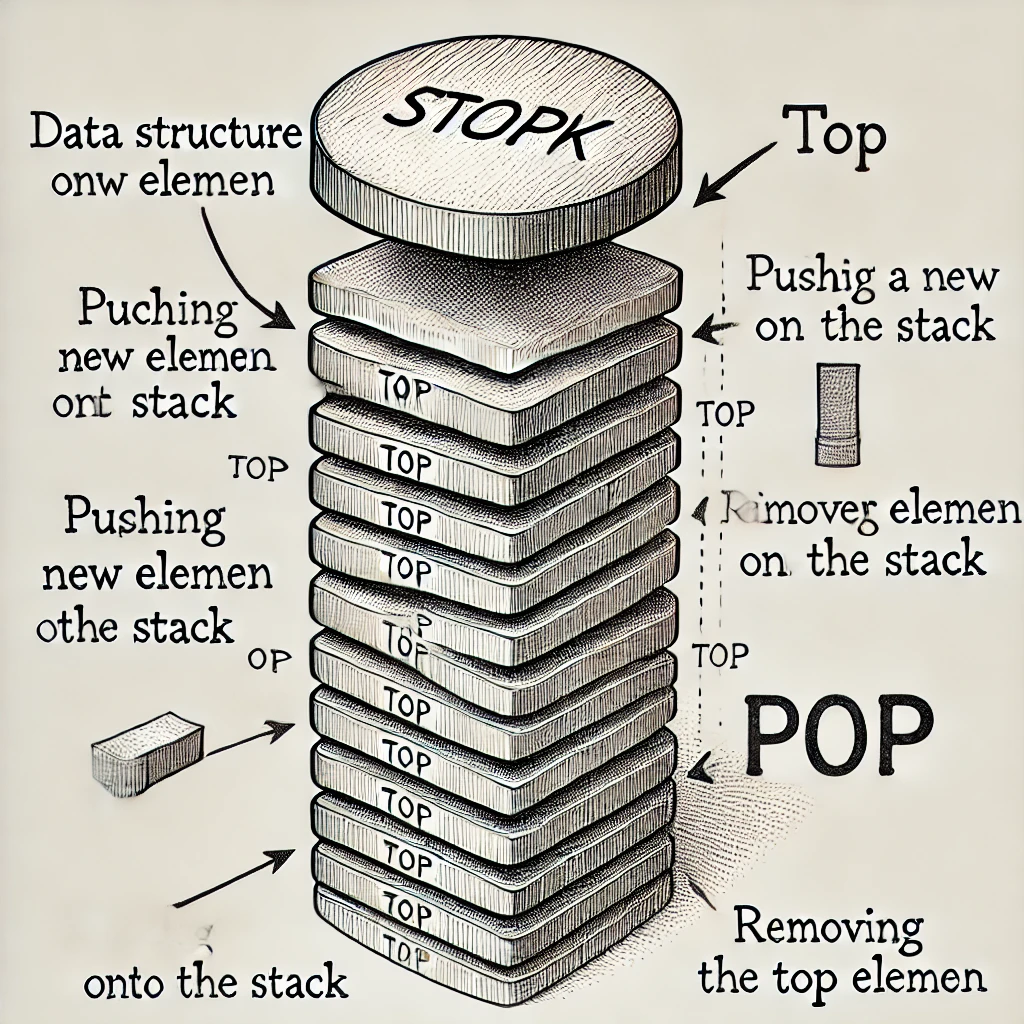 STOPK
Data structure
onw elemen
Top
Puching
new elemen
ont stack
Pushig a new
on the stack
TOP
TOP
TOP
TOP
TOP
Pushing
new elemen
othe stack
elemen
on the stack
TOP
TOP
OP
TOP
TOP
POP
TOP
TOP
TOP
TOP
TOP
Removing
the top elemen
onto the stack